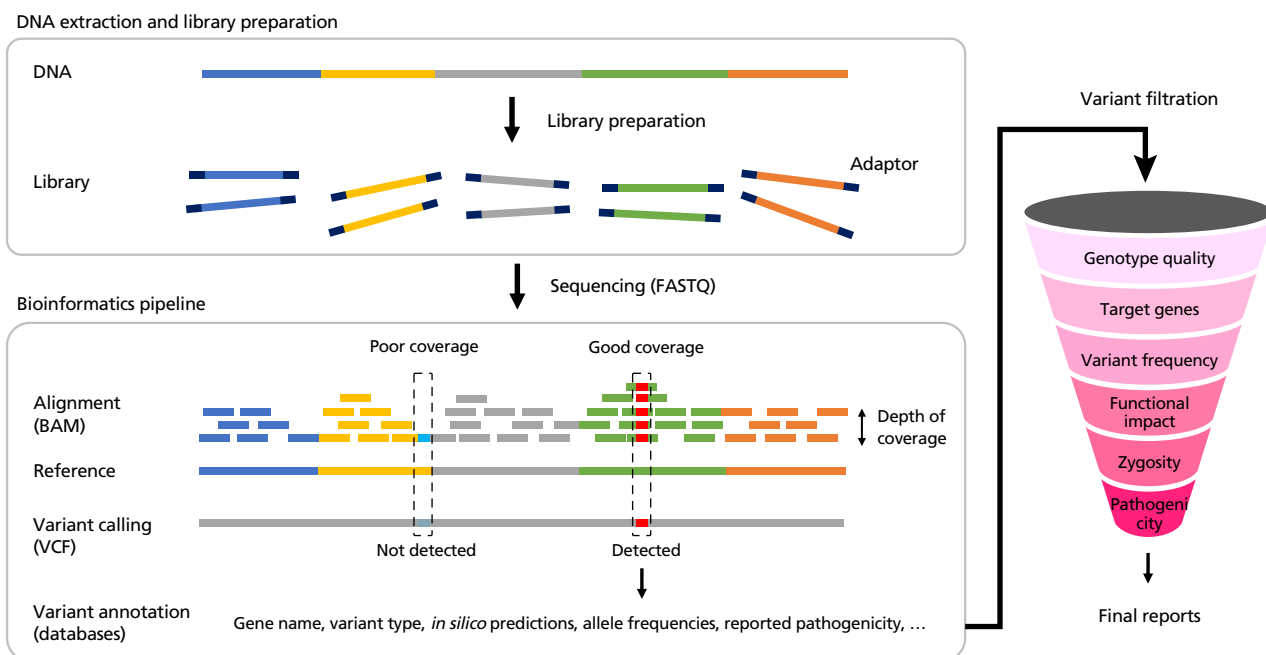 DNA extraction and library preparation
DNA
Library preparation
Library
Adaptor
Sequencing (FASTQ)
Bioinformatics pipeline
Poor coverage
Good coverage
Alignment
(BAM)
Depth of
coverage
Reference
Variant calling
(VCF)
Not detected
Detected
Variant annotation
(databases)
Gene name, variant type, in silico predictions, allele frequencies, reported pathogenicity, …
Variant filtration
Genotype quality
Target genes
Variant frequency
Functional
impact
Zygosity
Pathogeni
city
Final reports